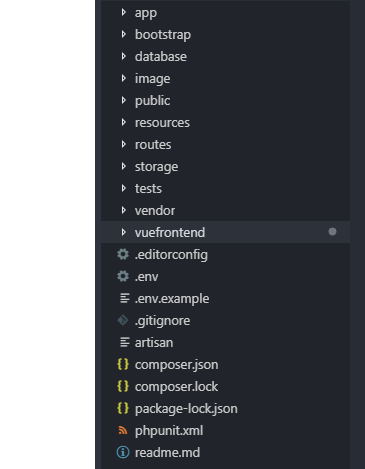 app
bootstrap
database
image
public
resources
routes
storage
tests
vendor
vuefrontend
.editorconfig
.env
.env.example
.gitignore
artisan
composer.json
composer.lock
package-lock.json
phpunit.xml
readme.md